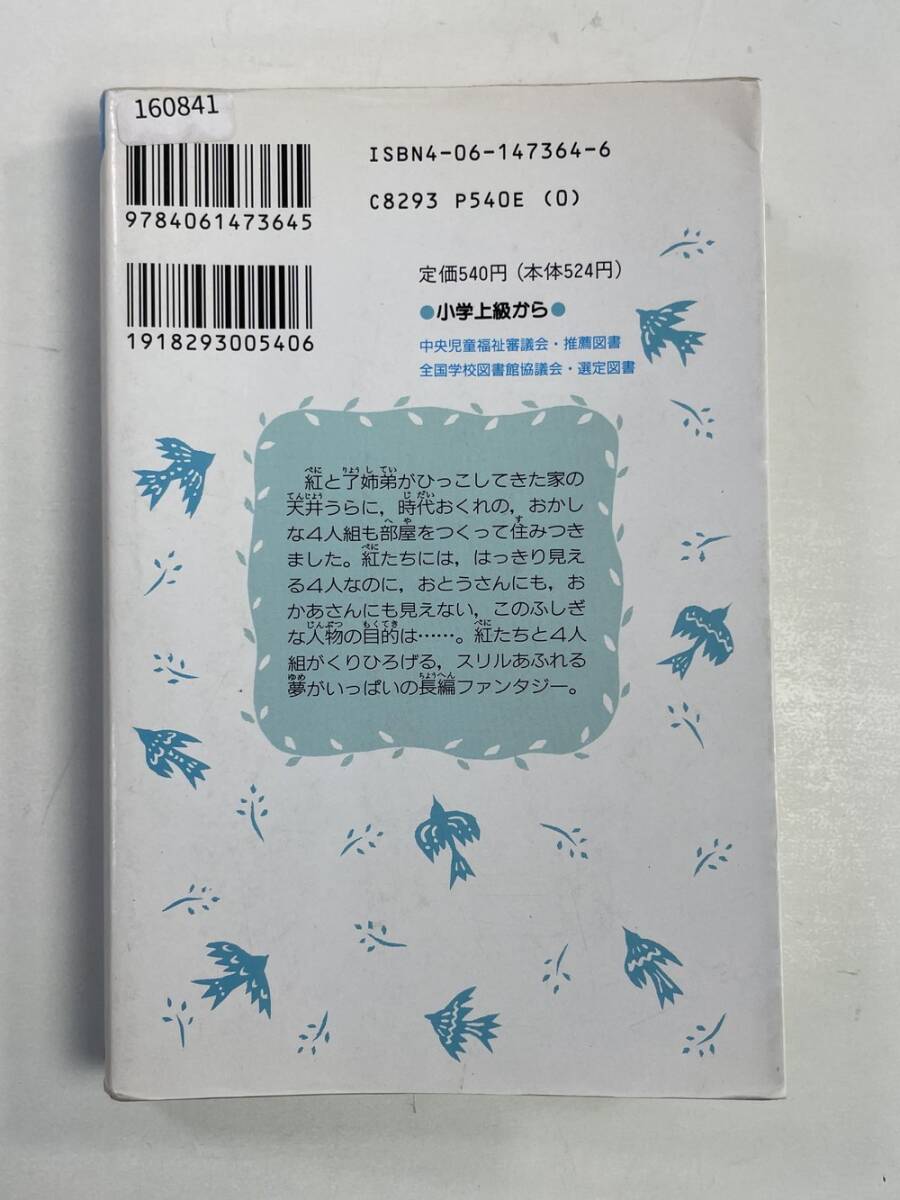 160841
ISBN4-06-147364-6
9784061473645
C8293 P540E (0)
定価540円（本体524円）
●小学上級から●
1918293005406
中央児童福祉審議会・推薦図書
全国学校図書館協議会・選定図書
紅と了姉弟がひっこしてきた家の
天井うらに，時代おくれの，おかし
な4人組も部屋をつくって住みつき
ました。紅たちには，はっきり見え
る4人なのに，おとうさんにも，お
かあさんにも見えない，このふしぎ
な人物の目的は……。紅たちと4人
組がくりひろげる，スリルあふれる
夢がいっぱいの長編ファンタジー。